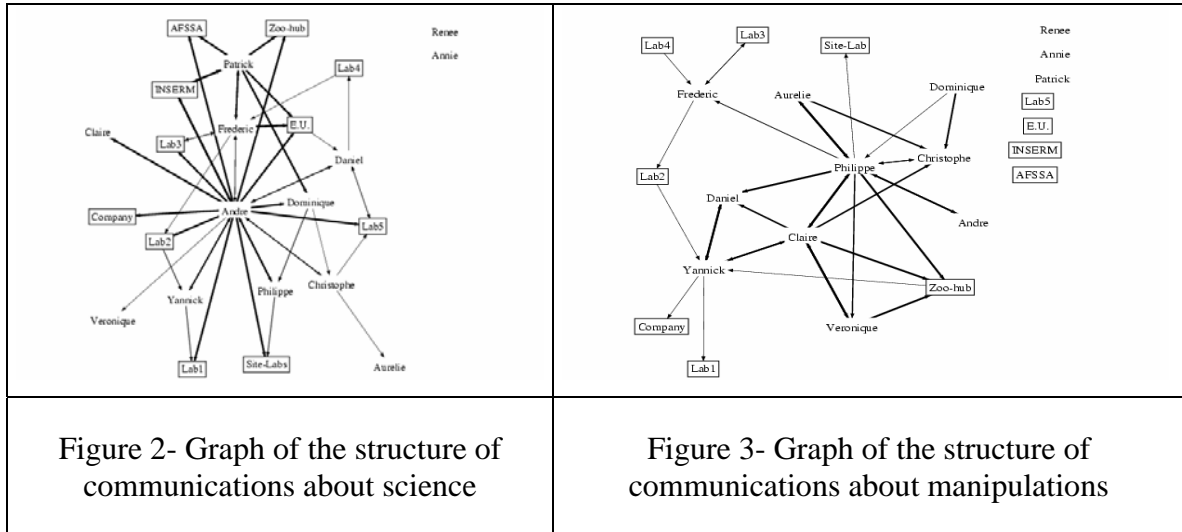 AFSSA
Zoo-hub
Renee
Annie
Patrick
Lab4
INSERM
Frederic
E.U.
Claire
Lab3
Daniel
Dominique
Andre
Company
Lab5
Lab2
Philippe
Christophe
Yannick
Veronique
Lab1
Site-Labs
Aurelie
Figure 2- Graph of the structure of
communications about science
Lab4
Lab3
Site-Lab
Renee
Annie
Patrick
Frederic
Aurelie
Dominique
Lab5
E.U.
INSERM
AFSSA
Christophe
Philippe
Lab2
Daniel
Andre
Claire
Yannick
Zoo-hub
Company
Veronique
Lab1
Figure 3- Graph of the structure of
communications about manipulations